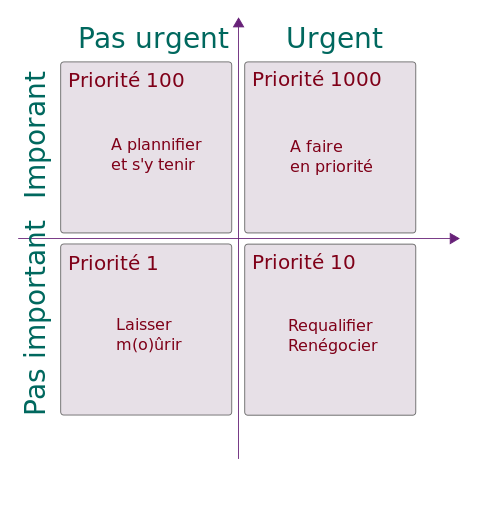 Pas urgent
Urgent
Imporant
Priorité 100
A plannifier
et s'y tenir
Priorité 1000
A faire
en priorité
Pas important
Priorité 1
Laisser
m(o)ûrir
Priorité 10
Requalifier
Renégocier